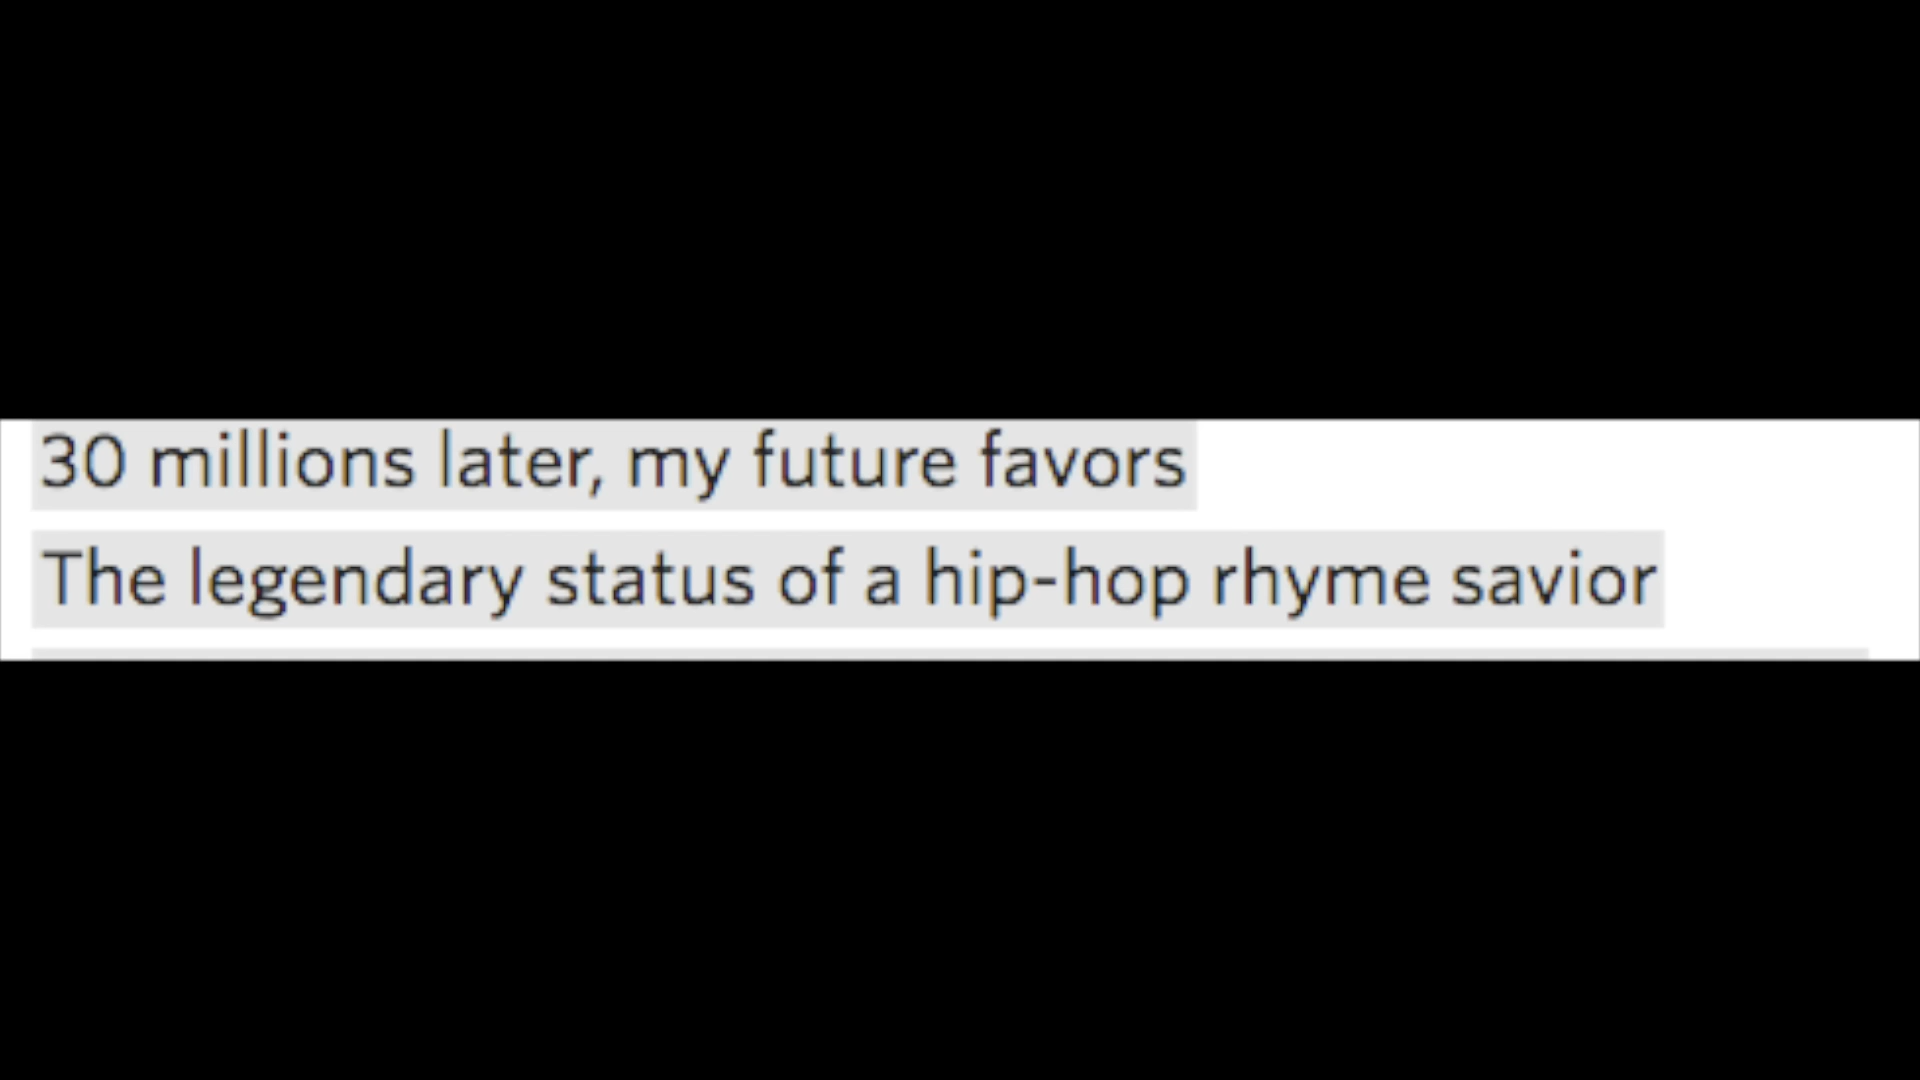 30 millions later, my future favors
The legendary status of a hip-hop rhyme savior